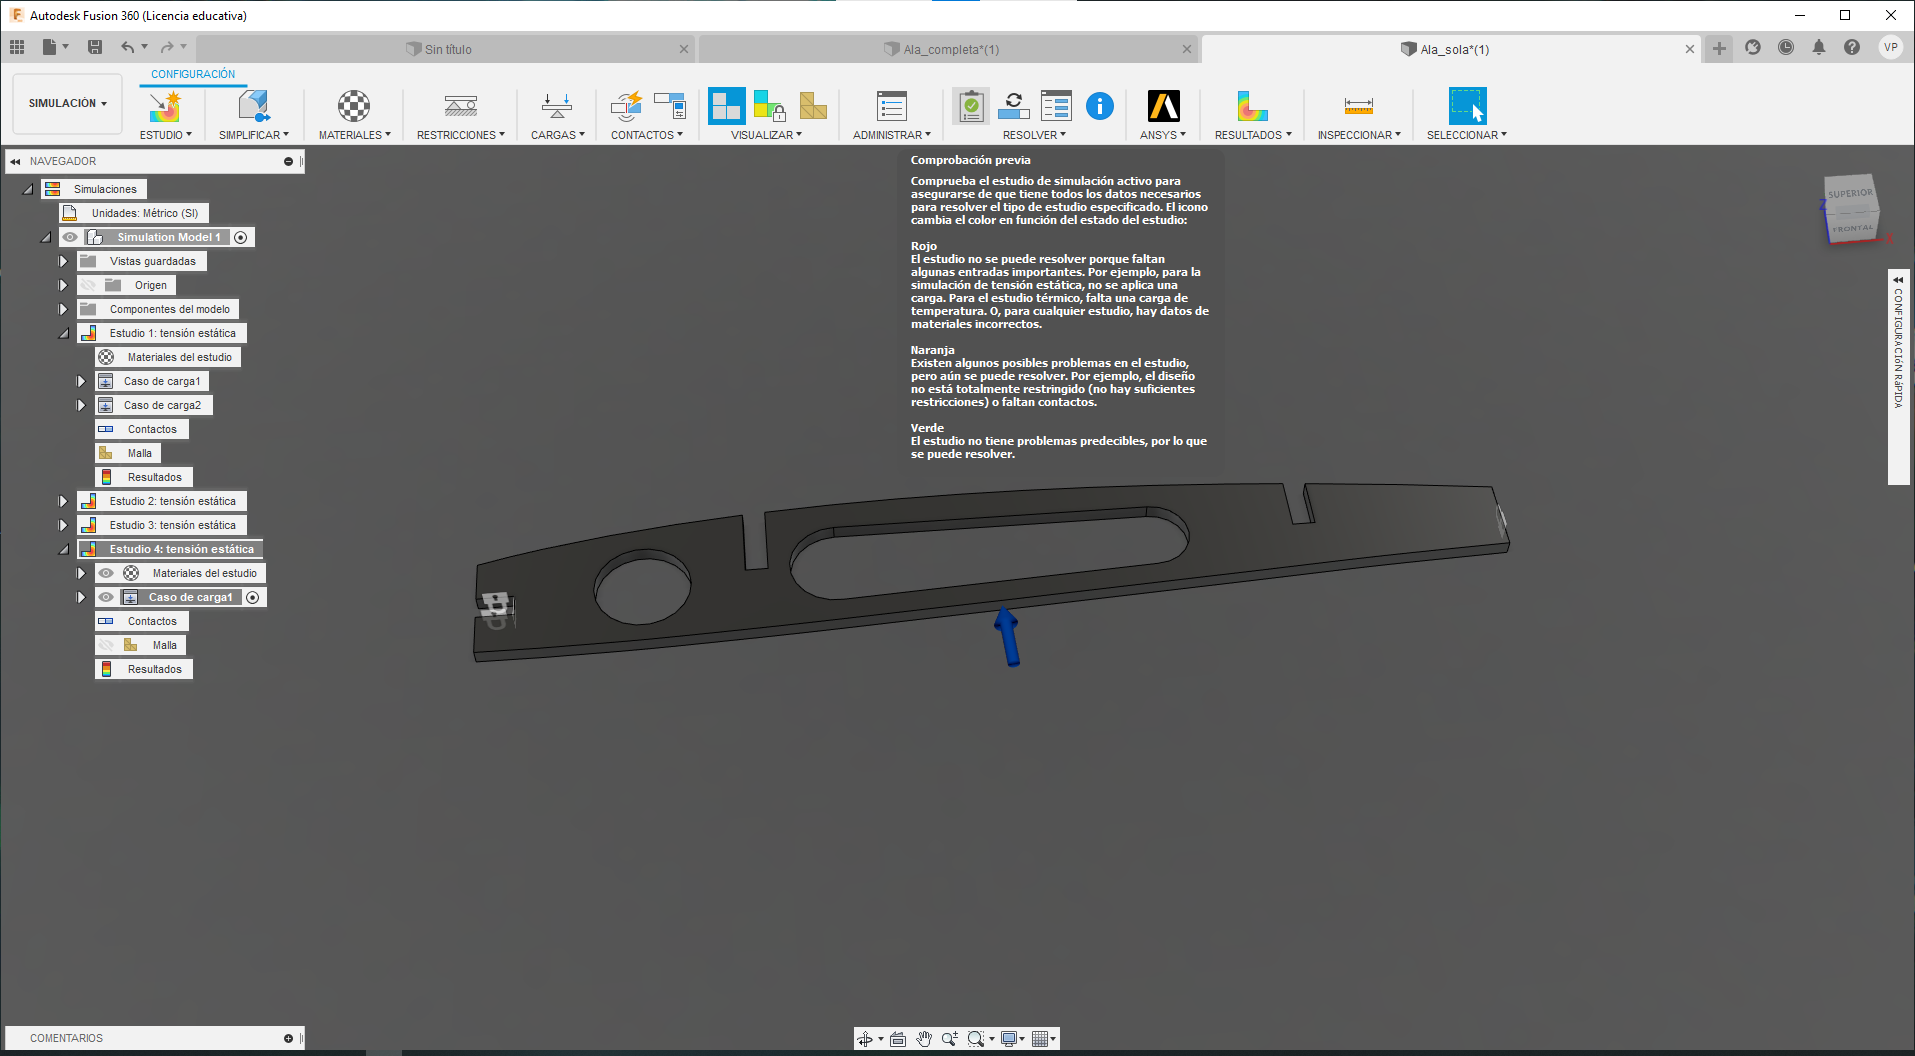 Autodesk Fusion 360 (Licencia educativa)
Sin título
Ala_completa*(1)
Ala_sola*(1)
VP
SIMULACIÓN
CONFIGURACIÓN
ESTUDIO
SIMPLIFICAR
MATERIALES
RESTRICCIONES
CARGAS
CONTACTOS
VISUALIZAR
ADMINISTRAR
RESOLVER
ANSYS
RESULTADOS
INSPECCIONAR
SELECCIONAR
NAVEGADOR
Simulaciones
Unidades: Métrico (SI)
Simulation Model 1
Vistas guardadas
Origen
Componentes del modelo
Estudio 1: tensión estática
Materiales del estudio
Caso de carga1
Caso de carga2
Contactos
Malla
Resultados
Estudio 2: tensión estática
Estudio 3: tensión estática
Estudio 4: tensión estática
Materiales del estudio
Caso de carga1
Contactos
Malla
Resultados
Comprobación previa
Comprueba el estudio de simulación activo para
asegurarse de que tiene todos los datos necesarios
para resolver el tipo de estudio especificado. El icono
cambia el color en función del estado del estudio:
Rojo
El estudio no se puede resolver porque faltan
algunas entradas importantes. Por ejemplo, para la
simulación de tensión estática, no se aplica una
carga. Para el estudio térmico, falta una carga de
temperatura. O, para cualquier estudio, hay datos de
materiales incorrectos.
Naranja
Existen algunos posibles problemas en el estudio,
pero aún se puede resolver. Por ejemplo, el diseño
no está totalmente restringido (no hay suficientes
restricciones) o faltan contactos.
Verde
El estudio no tiene problemas predecibles, por lo que
se puede resolver.
SUPERIOR
FRONTAL
Z
X
CONFIGURACIÓN RÁPIDA
COMENTARIOS